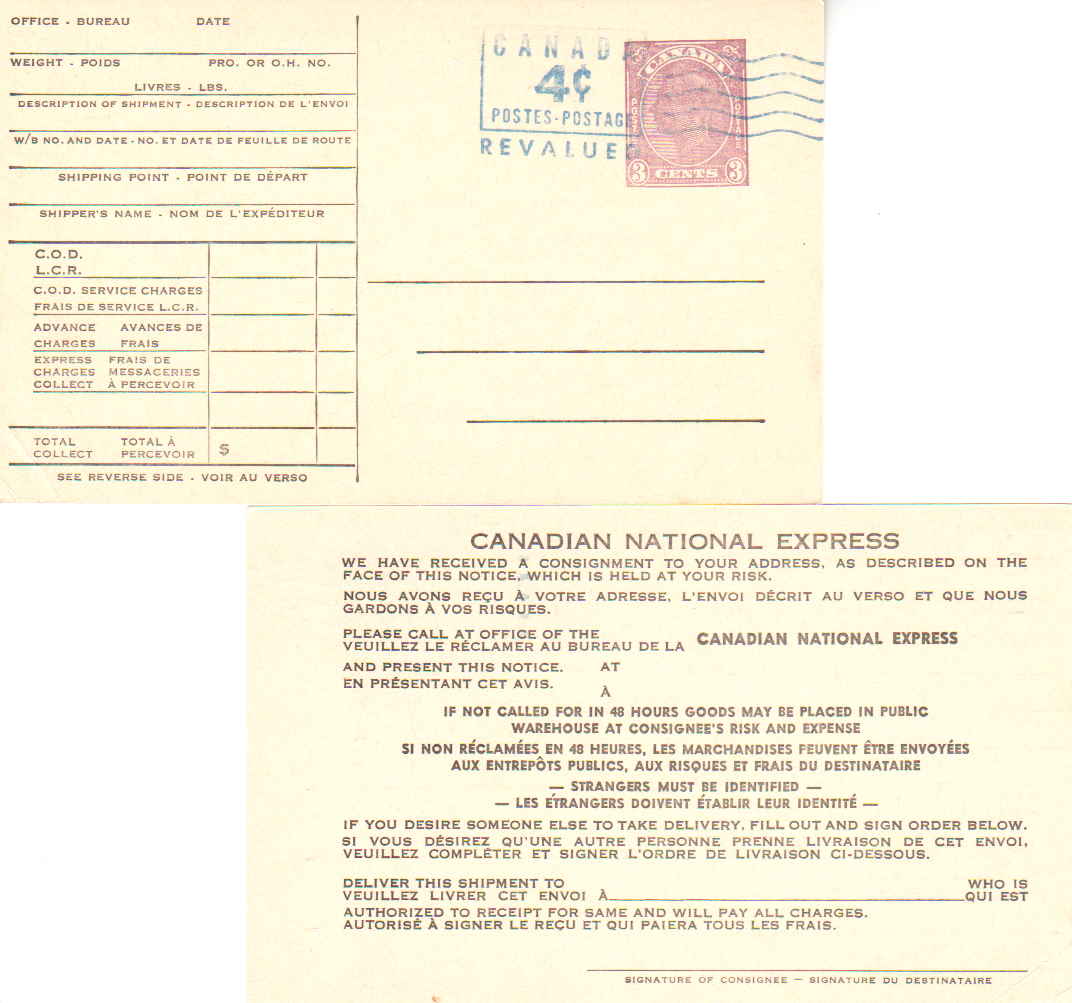 OFFICE - BUREAU DATE
WEIGHT - POIDS PRO. OR O.H. NO.
LIVRES - LBS.
DESCRIPTION OF SHIPMENT - DESCRIPTION DE L'ENVOI
W/B NO. AND DATE - NO. ET DATE DE FEUILLE DE ROUTE
SHIPPING POINT - POINT DE DÉPART
SHIPPER'S NAME - NOM DE L'EXPÉDITEUR
C.O.D.
L.C.R.
C.O.D. SERVICE CHARGES
FRAIS DE SERVICE L.C.R.
ADVANCE AVANCES DE
CHARGES FRAIS
EXPRESS FRAIS DE
CHARGES MESSAGERIES
COLLECT À PERCEVOIR
TOTAL TOTAL À
COLLECT PERCEVOIR $
SEE REVERSE SIDE - VOIR AU VERSO
CANADA
4¢
POSTES-POSTAGE
REVALUED
CANADA
POSTES POSTAGE
3 CENTS 3
CANADIAN NATIONAL EXPRESS
WE HAVE RECEIVED A CONSIGNMENT TO YOUR ADDRESS, AS DESCRIBED ON THE
FACE OF THIS NOTICE, WHICH IS HELD AT YOUR RISK.
NOUS AVONS REÇU À VOTRE ADRESSE, L'ENVOI DÉCRIT AU VERSO ET QUE NOUS
GARDONS À VOS RISQUES.
PLEASE CALL AT OFFICE OF THE
VEUILLEZ LE RÉCLAMER AU BUREAU DE LA CANADIAN NATIONAL EXPRESS
AND PRESENT THIS NOTICE. AT
EN PRÉSENTANT CET AVIS. À
IF NOT CALLED FOR IN 48 HOURS GOODS MAY BE PLACED IN PUBLIC
WAREHOUSE AT CONSIGNEE'S RISK AND EXPENSE
SI NON RÉCLAMÉES EN 48 HEURES, LES MARCHANDISES FEUVENT ÊTRE ENVOYÉES
AUX ENTREPÔTS PUBLICS, AUX RISQUES ET FRAIS DU DESTINATAIRE
— STRANGERS MUST BE IDENTIFIED —
— LES ÉTRANGERS DOIVENT ÉTABLIR LEUR IDENTITÉ —
IF YOU DESIRE SOMEONE ELSE TO TAKE DELIVERY, FILL OUT AND SIGN ORDER BELOW.
SI VOUS DÉSIREZ QU'UNE AUTRE PERSONNE PRENNE LIVRAISON DE CET ENVOI,
VEUILLEZ COMPLÉTER ET SIGNER L'ORDRE DE LIVRAISON CI-DESSOUS.
DELIVER THIS SHIPMENT TO WHO IS
VEUILLEZ LIVRER CET ENVOI À QUI EST
AUTHORIZED TO RECEIPT FOR SAME AND WILL PAY ALL CHARGES.
AUTORISÉ À SIGNER LE REÇU ET QUI PAIERA TOUS LES FRAIS.
SIGNATURE OF CONSIGNEE — SIGNATURE DU DESTINATAIRE